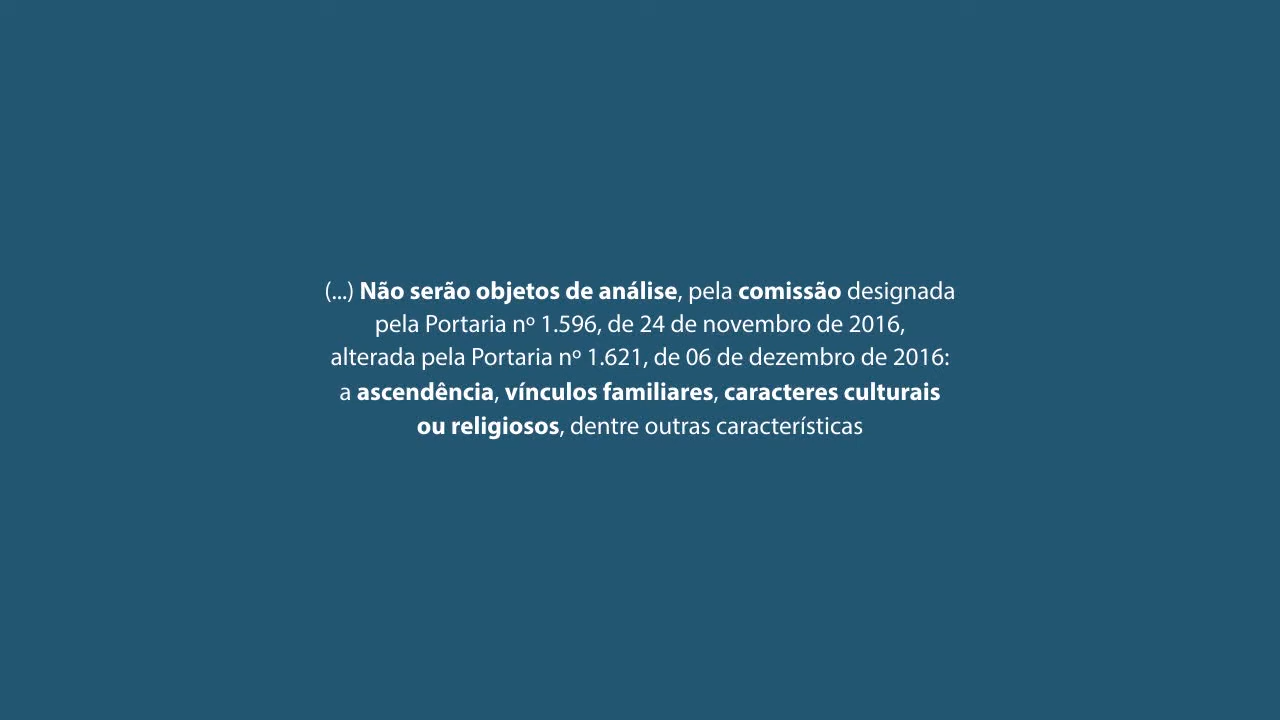 (...) Não serão objetos de análise, pela comissão designada
pela Portaria nº 1.596, de 24 de novembro de 2016,
alterada pela Portaria nº 1.621, de 06 de dezembro de 2016:
a ascendência, vínculos familiares, caracteres culturais
ou religiosos, dentre outras características